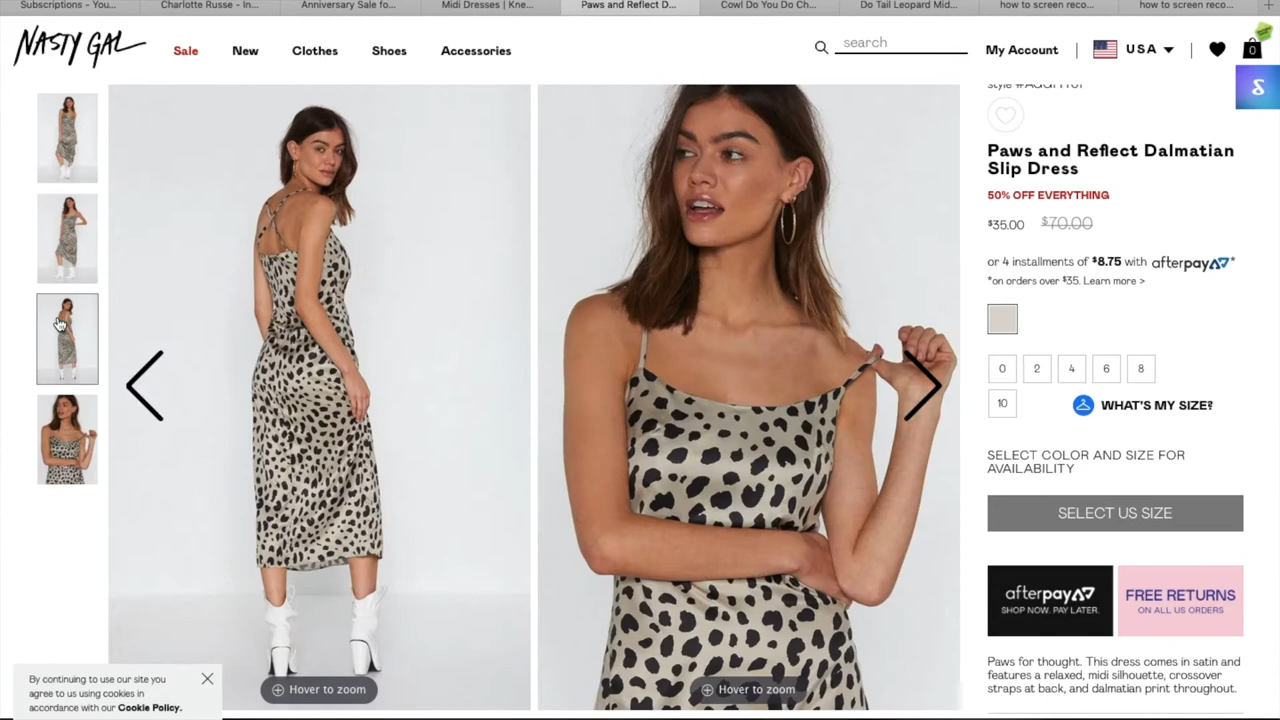 Subscriptions - You...
Charlotte Russe - In...
Anniversary Sale fo...
Midi Dresses | Kne...
Paws and Reflect D...
Cowl Do You Do Ch...
Do Tail Leopard Mid...
how to screen reco...
how to screen reco...
NASTY GAL
Sale
New
Clothes
Shoes
Accessories
search
My Account
USA
0
Paws and Reflect Dalmatian
Slip Dress
50% OFF EVERYTHING
$35.00 $70.00
or 4 installments of $8.75 with afterpay*
*on orders over $35. Learn more >
0 2 4 6 8
10
WHAT'S MY SIZE?
SELECT COLOR AND SIZE FOR
AVAILABILITY
SELECT US SIZE
afterpay
SHOP NOW. PAY LATER.
FREE RETURNS
ON ALL US ORDERS
Paws for thought. This dress comes in satin and
features a relaxed, midi silhouette, crossover
straps at back, and dalmatian print throughout.
Hover to zoom
Hover to zoom
By continuing to use our site you
agree to us using cookies in
accordance with our Cookie Policy.